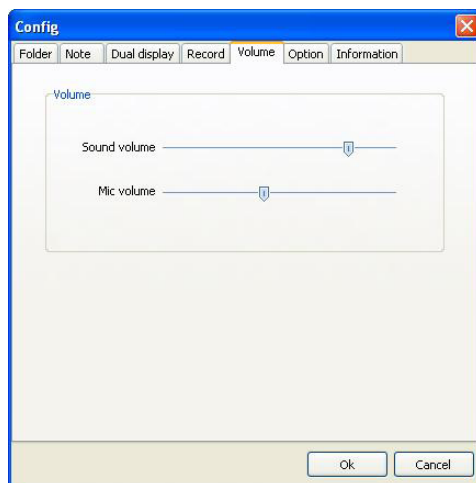 Config
Folder Note Dual display Record Volume Option Information
Volume
Sound volume
Mic volume
Ok Cancel